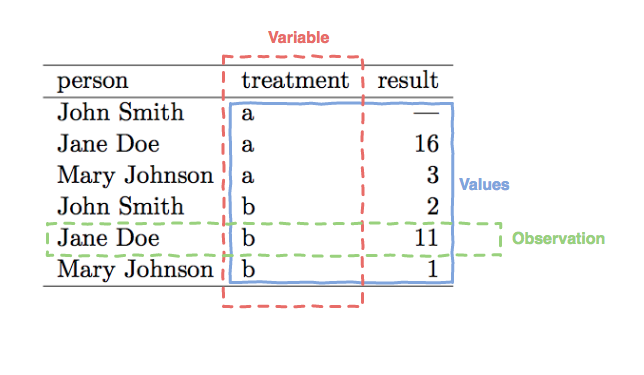 Variable
person treatment result
John Smith a —
Jane Doe a 16
Mary Johnson a 3
Values
John Smith b 2
Jane Doe b 11
Observation
Mary Johnson b 1